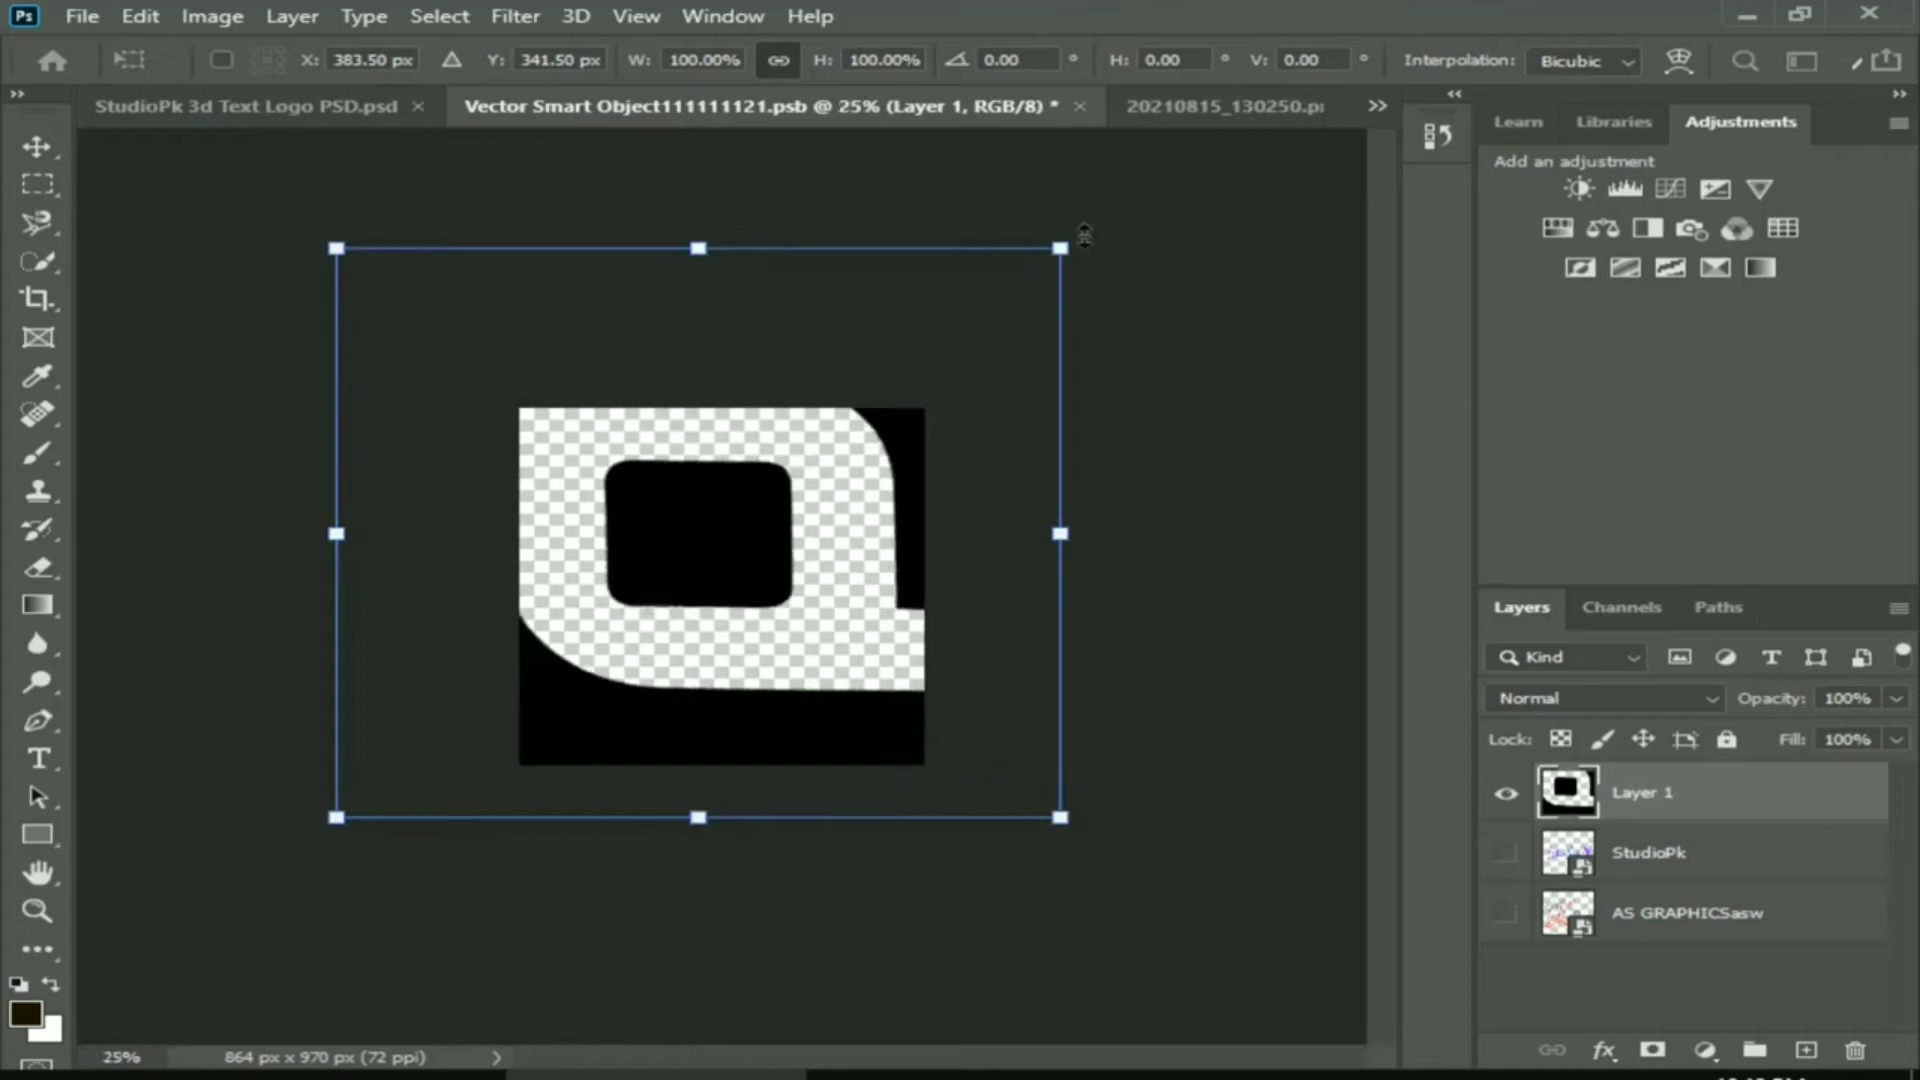 Ps File Edit Image Layer Type Select Filter 3D View Window Help
X: 383.50 px Y: 341.50 px W: 100.00% H: 100.00% 0.00 ° H: 0.00 ° V: 0.00 ° Interpolation: Bicubic
StudioPk 3d Text Logo PSD.psd × Vector Smart Object111111121.psb @ 25% (Layer 1, RGB/8) * × 20210815_130250.pr
Learn Libraries Adjustments
Add an adjustment
Layers Channels Paths
Kind
Normal Opacity: 100%
Lock: Fill: 100%
Layer 1
StudioPk
AS GRAPHICSasw
25% 864 px x 970 px (72 ppi)
fx